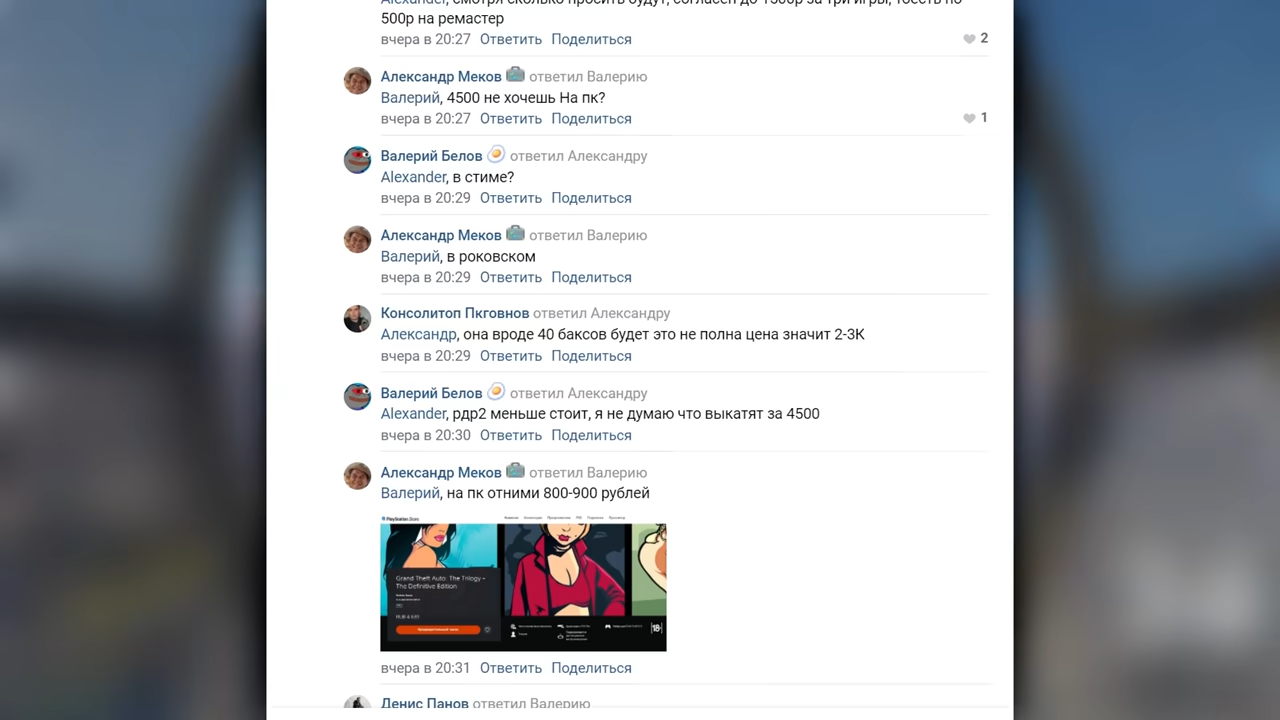 500р на ремастер
вчера в 20:27 Ответить Поделиться
2
Александр Меков ответил Валерию
Валерий, 4500 не хочешь На пк?
вчера в 20:27 Ответить Поделиться
1
Валерий Белов ответил Александру
Alexander, в стиме?
вчера в 20:29 Ответить Поделиться
Александр Меков ответил Валерию
Валерий, в роковском
вчера в 20:29 Ответить Поделиться
Консолитоп Пкговнов ответил Александру
Александр, она вроде 40 баксов будет это не полна цена значит 2-3К
вчера в 20:29 Ответить Поделиться
Валерий Белов ответил Александру
Alexander, рдр2 меньше стоит, я не думаю что выкатят за 4500
вчера в 20:30 Ответить Поделиться
Александр Меков ответил Валерию
Валерий, на пк отними 800-900 рублей
PlayStation Store
Grand Theft Auto: The Trilogy –
The Definitive Edition
18+
вчера в 20:31 Ответить Поделиться
Денис Панов ответил Валерию